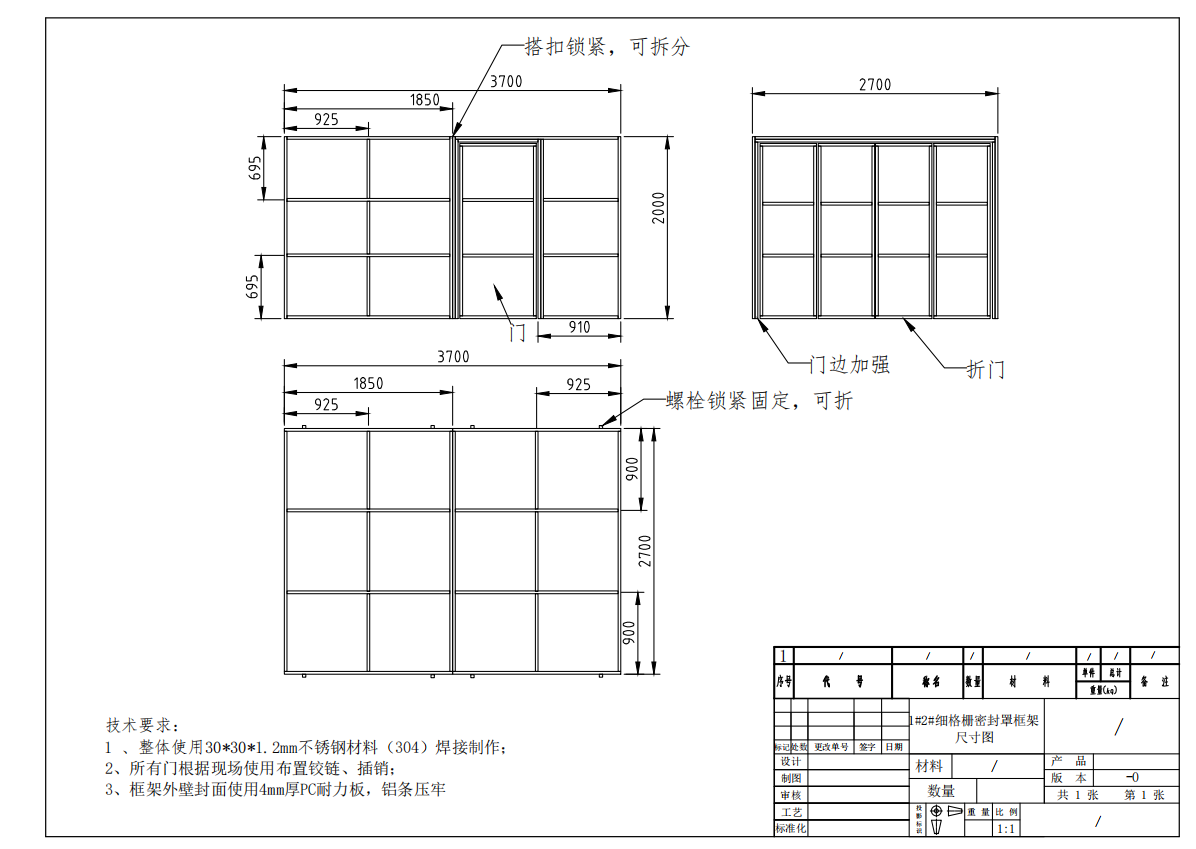 搭扣锁紧，可拆分
3700
1850
925
695
695
2000
门
910
2700
门边加强
折门
3700
1850
925
925
螺栓锁紧固定，可折
900
2700
900
技术要求：
1 、整体使用30*30*1.2mm不锈钢材料（304）焊接制作；
2、所有门根据现场使用布置铰链、插销；
3、框架外壁封面使用4mm厚PC耐力板，铝条压牢
1 / / / / / / /
序号 代 号 称名 数量 材 料 单件 总计 备 注
重量(kg)
1#2#细格栅密封罩框架
尺寸图
/
标记 处数 更改单号 签字 日期
设计
材料 /
产 品
制图
版 本 -0
审核
数量
共 1 张 第 1 张
工艺
投影标识
重 量 比 例
/
标准化
1:1